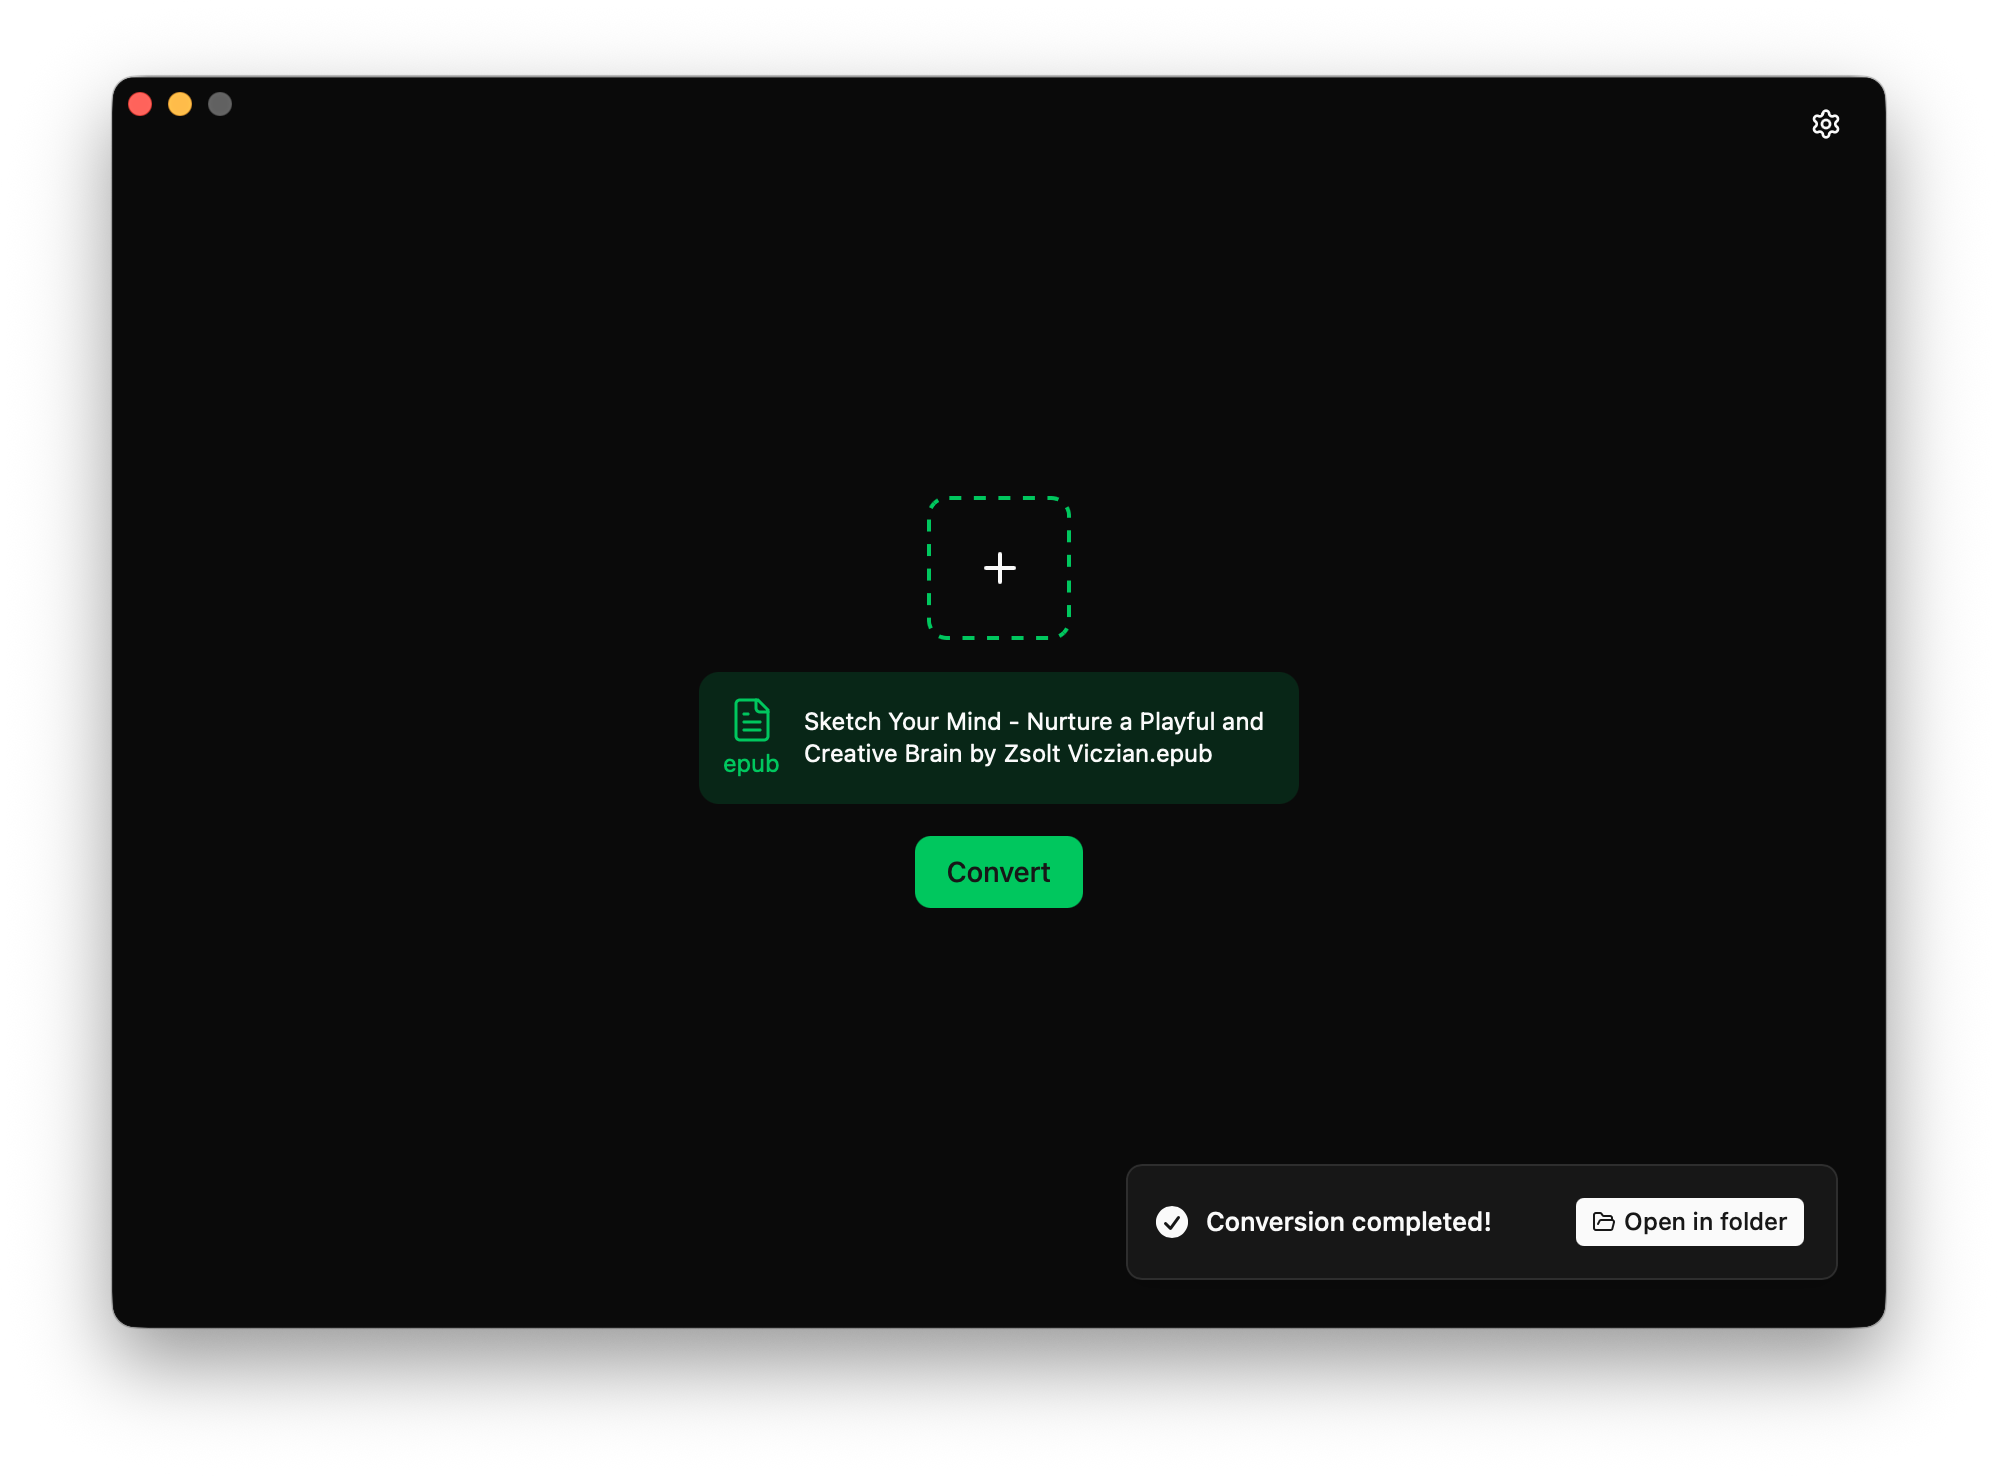 Sketch Your Mind - Nurture a Playful and
Creative Brain by Zsolt Viczian.epub
epub
Convert
Conversion completed!
Open in folder